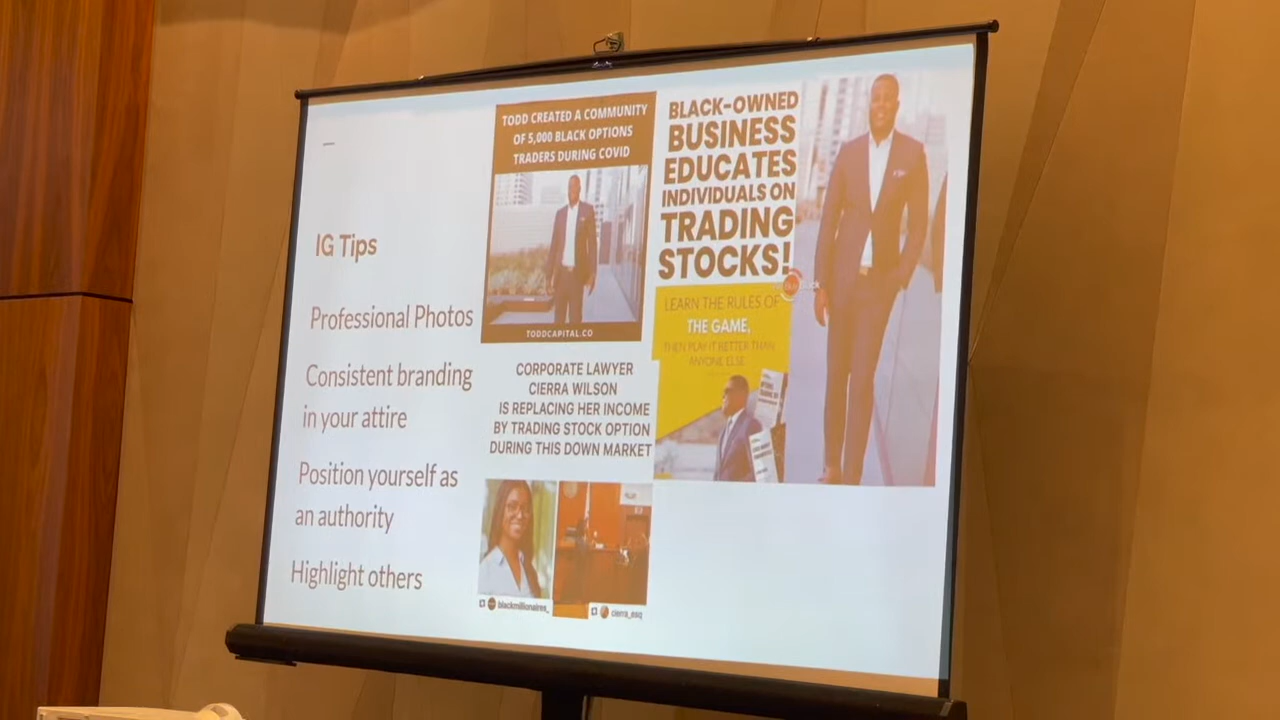 IG Tips
Professional Photos
Consistent branding
in your attire
Position yourself as
an authority
Highlight others
TODD CREATED A COMMUNITY
OF 5,000 BLACK OPTIONS
TRADERS DURING COVID
TODDCAPITAL.CO
CORPORATE LAWYER
CIERRA WILSON
IS REPLACING HER INCOME
BY TRADING STOCK OPTION
DURING THIS DOWN MARKET
blackmillionaires_
cierra_esq
BLACK-OWNED
BUSINESS
EDUCATES
INDIVIDUALS ON
TRADING
STOCKS!
LEARN THE RULES OF
THE GAME,
THEN PLAY IT BETTER THAN
ANYONE ELSE